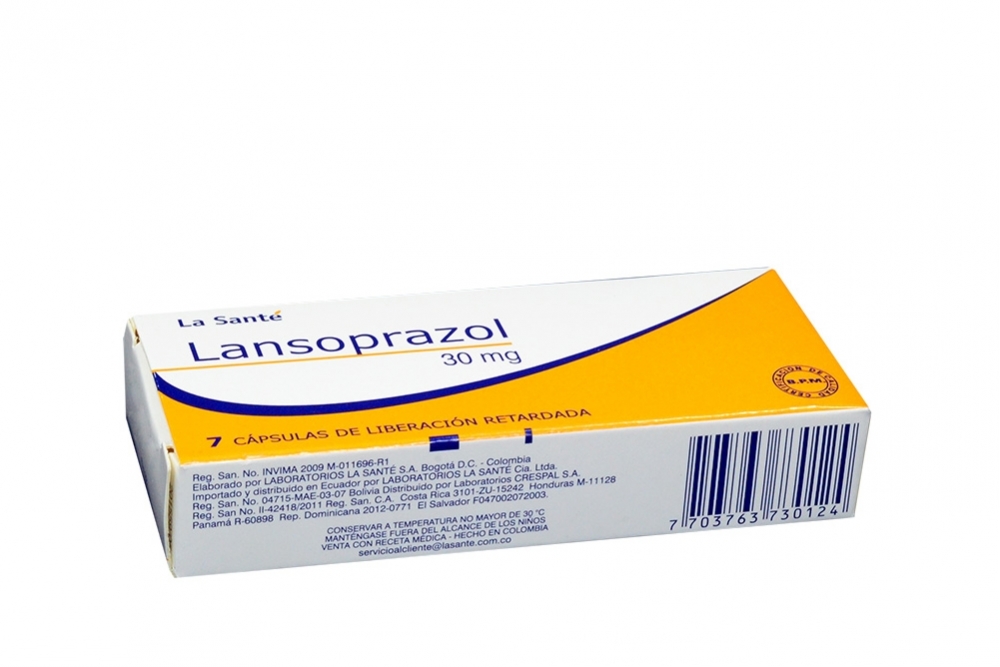 La Santé
Lansoprazol
30 mg
7 CÁPSULAS DE LIBERACIÓN RETARDADA
CERTIFICACIÓN DE CALIDAD
B.P.M.
Reg. San. No. INVIMA 2009 M-011696-R1
Elaborado por LABORATORIOS LA SANTÉ S.A. Bogotá D.C. - Colombia
Importado y distribuido en Ecuador por LABORATORIOS LA SANTÉ Cia. Ltda.
Reg. San. No. 04715-MAE-03-07 Bolivia Distribuido por Laboratorios CRESPAL S.A.
Reg. San. No. II-42418/2011 Reg. San. C.A. Costa Rica 3101-ZU-15242 Honduras M-11128
Panamá R-60898 Rep. Dominicana 2012-0771 El Salvador F047002072003.
CONSERVAR A TEMPERATURA NO MAYOR DE 30 °C
MANTÉNGASE FUERA DEL ALCANCE DE LOS NIÑOS
VENTA CON RECETA MÉDICA - HECHO EN COLOMBIA
servicioalcliente@lasante.com.co
7 703763 730124